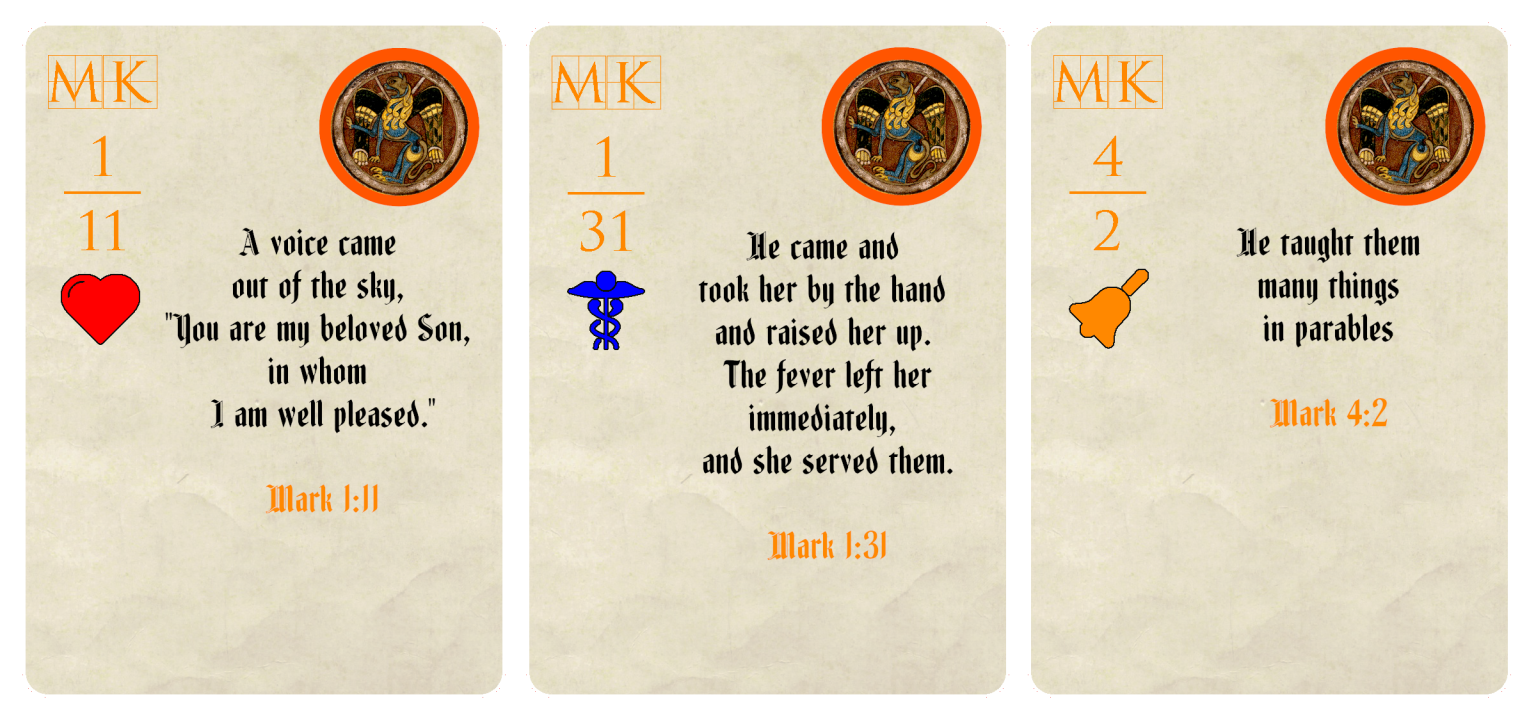 MK
1
11
A voice came
out of the sky,
"You are my beloved Son,
in whom
I am well pleased."
Mark 1:11
MK
1
31
He came and
took her by the hand
and raised her up.
The fever left her
immediately,
and she served them.
Mark 1:31
MK
4
2
He taught them
many things
in parables
Mark 4:2